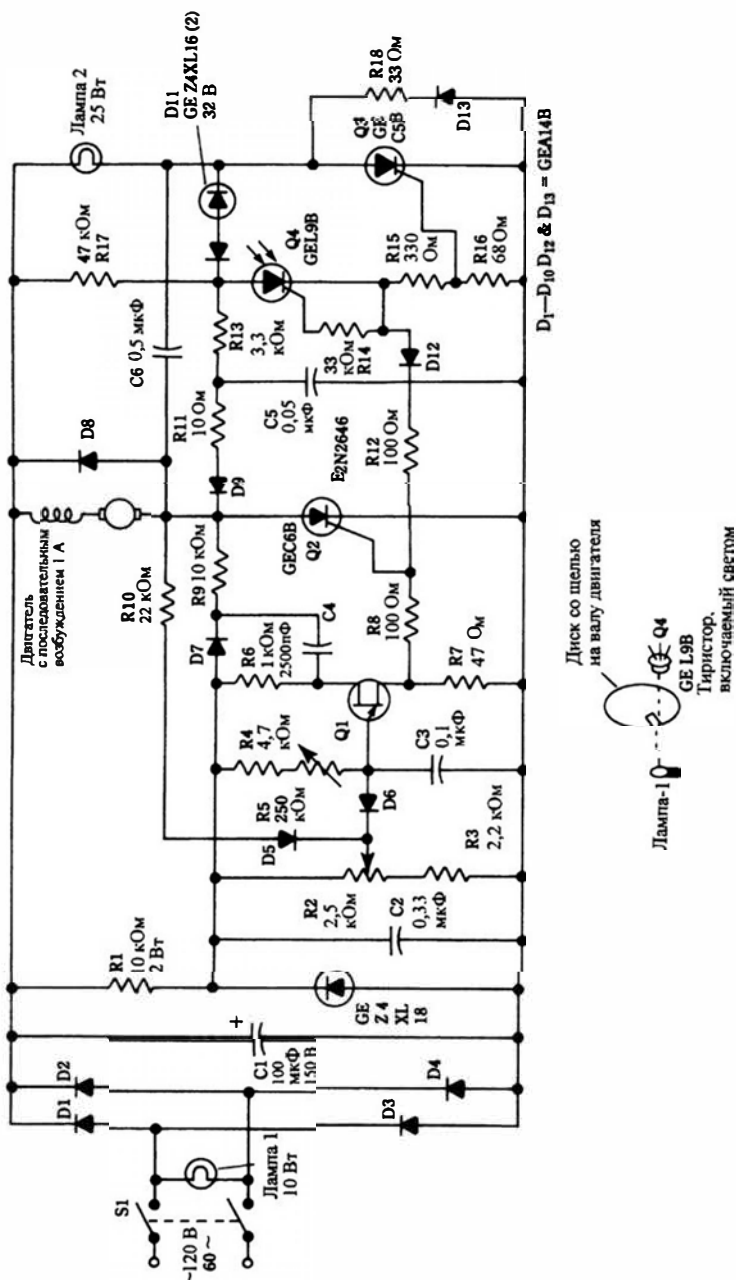 S1
~120 В
60 ~
Лампа 1
10 Вт
D1
D2
D3
D4
C1
100
мкФ
150 В
+
R1
10 кОм
2 Вт
GE
Z 4
XL
18
C2
0,33
мкФ
R2
2,5
кОм
R3
2,2 кОм
R4
4,7
кОм
R5
250
кОм
D5
D6
C3
0,1
мкФ
Q1
R6
1 кОм
2500пФ
C4
D7
R7
47 Ом
R8
100 Ом
R9 10 кОм
R10
22 кОм
Двигатель
с последовательным
возбуждением 1 А
D8
D9
GEC6B
Q2
E2N2646
R11
10 Ом
C6 0,5 мкФ
C5
0,05
мкФ
R12
100 Ом
R13
3,3
кОм
33
кОм
R14
D12
47 кОм
R17
Q4
GEL9B
R15
330
Ом
R16
68 Ом
Лампа 2
25 Вт
D11
GE Z4XL16 (2)
32 В
Q3
GE
C5B
R18
33 Ом
D13
D1—D10 D12 & D13 = GEA14B
Диск со щелью
на валу двигателя
Лампа-1
Q4
GE L9B
Тиристор,
включаемый светом